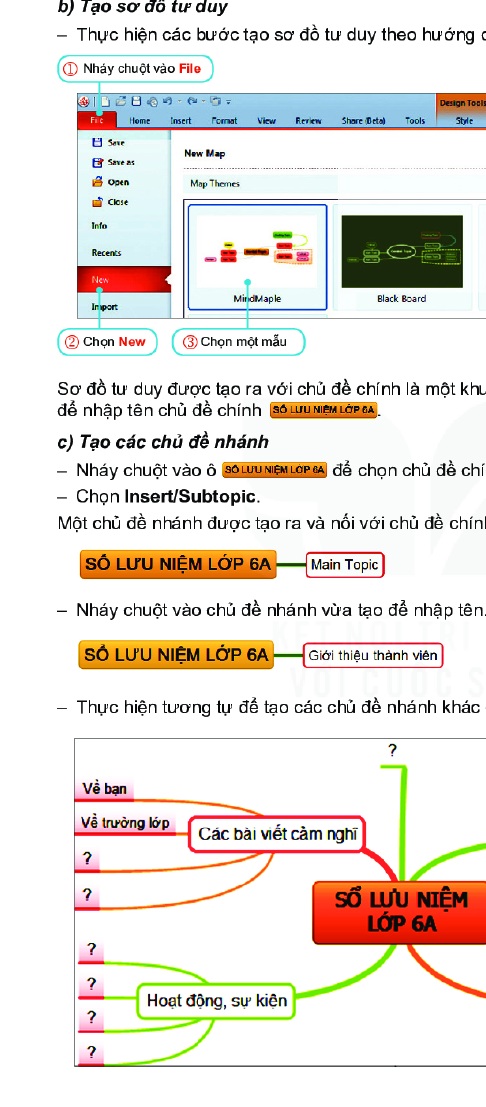 b) Tạo sơ đồ tư duy
– Thực hiện các bước tạo sơ đồ tư duy theo hướng
① Nháy chuột vào File
Design Tools
File Home Insert Format View Review Share (Beta) Tools Style
Save
Save as
Open
Close
Info
Recents
New
Import
New Map
Map Themes
MindMaple
Black Board
② Chọn New
③ Chọn một mẫu
Sơ đồ tư duy được tạo ra với chủ đề chính là một khu
để nhập tên chủ đề chính SỔ LƯU NIỆM LỚP 6A.
c) Tạo các chủ đề nhánh
– Nháy chuột vào ô SỔ LƯU NIỆM LỚP 6A để chọn chủ đề chí
– Chọn Insert/Subtopic.
Một chủ đề nhánh được tạo ra và nối với chủ đề chính
SỔ LƯU NIỆM LỚP 6A Main Topic
– Nháy chuột vào chủ đề nhánh vừa tạo để nhập tên.
KẾT NỐI TRI
SỔ LƯU NIỆM LỚP 6A Giới thiệu thành viên
VỚI CUỘC S
– Thực hiện tương tự để tạo các chủ đề nhánh khác
?
Về bạn
Về trường lớp
?
?
Các bài viết cảm nghĩ
SỔ LƯU NIỆM
LỚP 6A
?
?
?
?
Hoạt động, sự kiện